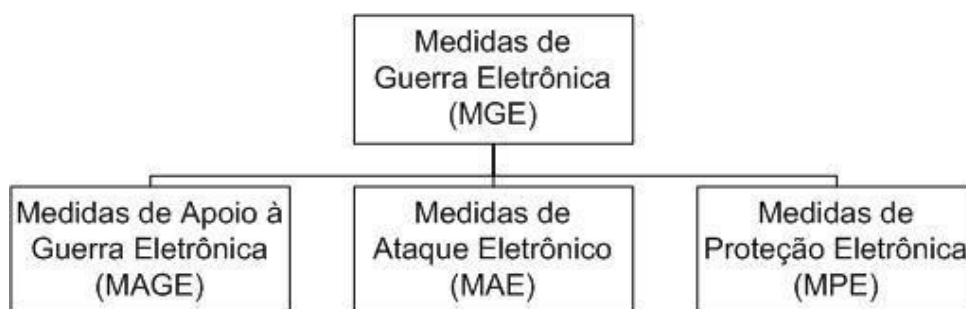 Medidas de
Guerra Eletrônica
(MGE)
Medidas de Apoio à
Guerra Eletrônica
(MAGE)
Medidas de
Ataque Eletrônico
(MAE)
Medidas de
Proteção Eletrônica
(MPE)